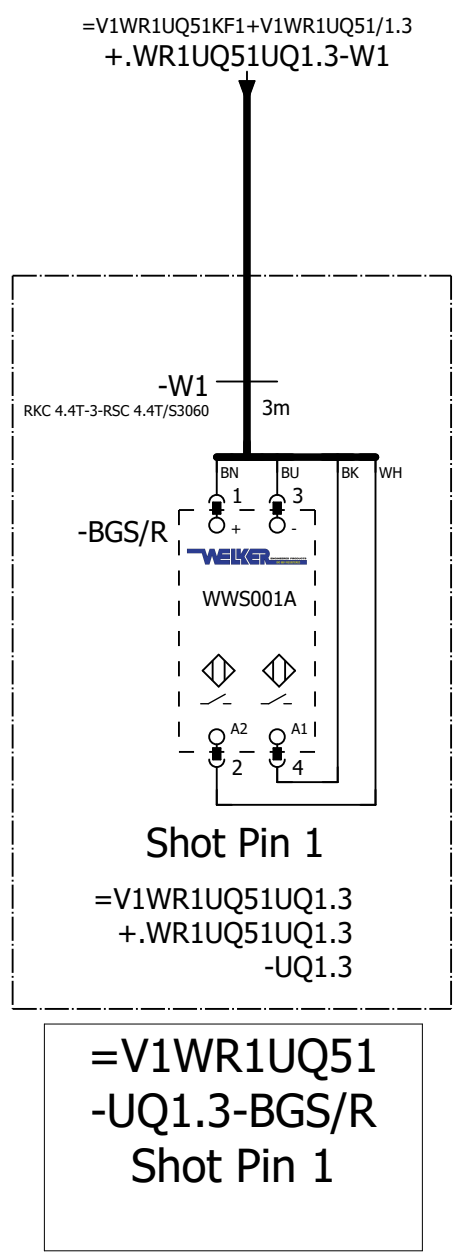 =V1WR1UQ51KF1+V1WR1UQ51/1.3
+.WR1UQ51UQ1.3-W1
-W1
RKC 4.4T-3-RSC 4.4T/S3060
3m
BN BU BK WH
1 3
-BGS/R
+ -
WELKER
WWS001A
A2 A1
2 4
Shot Pin 1
=V1WR1UQ51UQ1.3
+.WR1UQ51UQ1.3
-UQ1.3
=V1WR1UQ51
-UQ1.3-BGS/R
Shot Pin 1